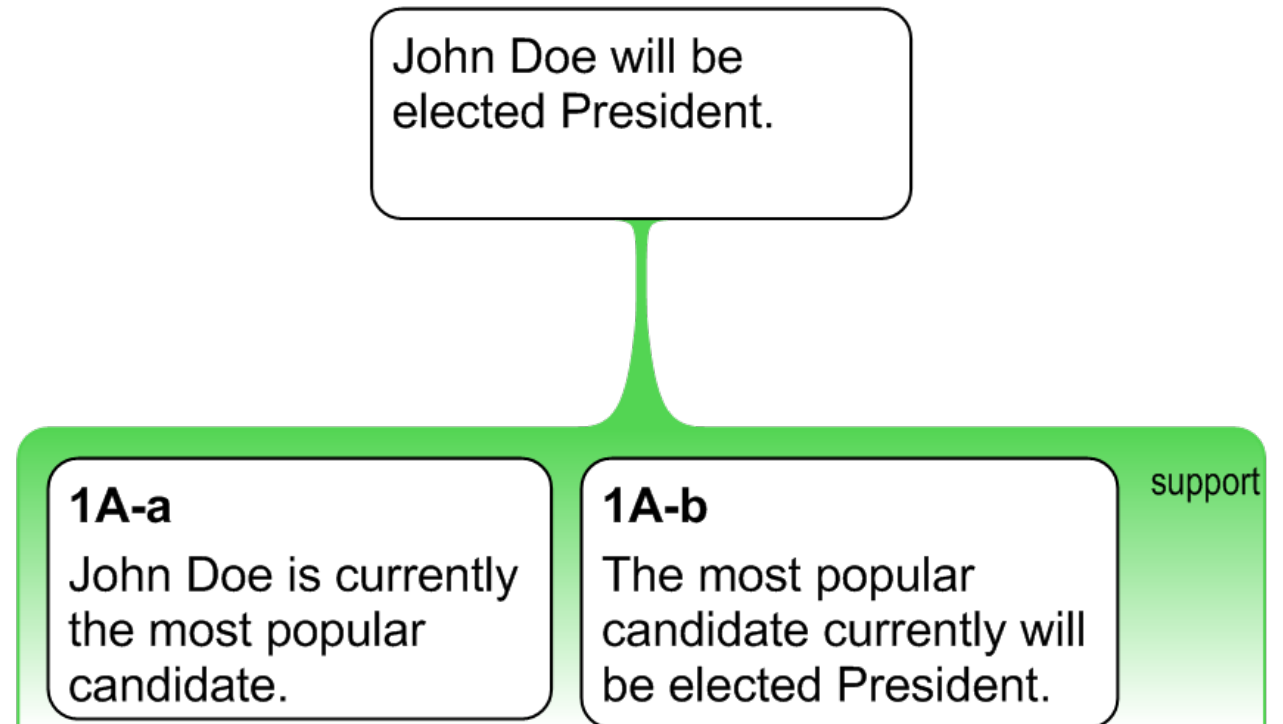 John Doe will be
elected President.
support
1A-a
John Doe is currently
the most popular
candidate.
1A-b
The most popular
candidate currently will
be elected President.